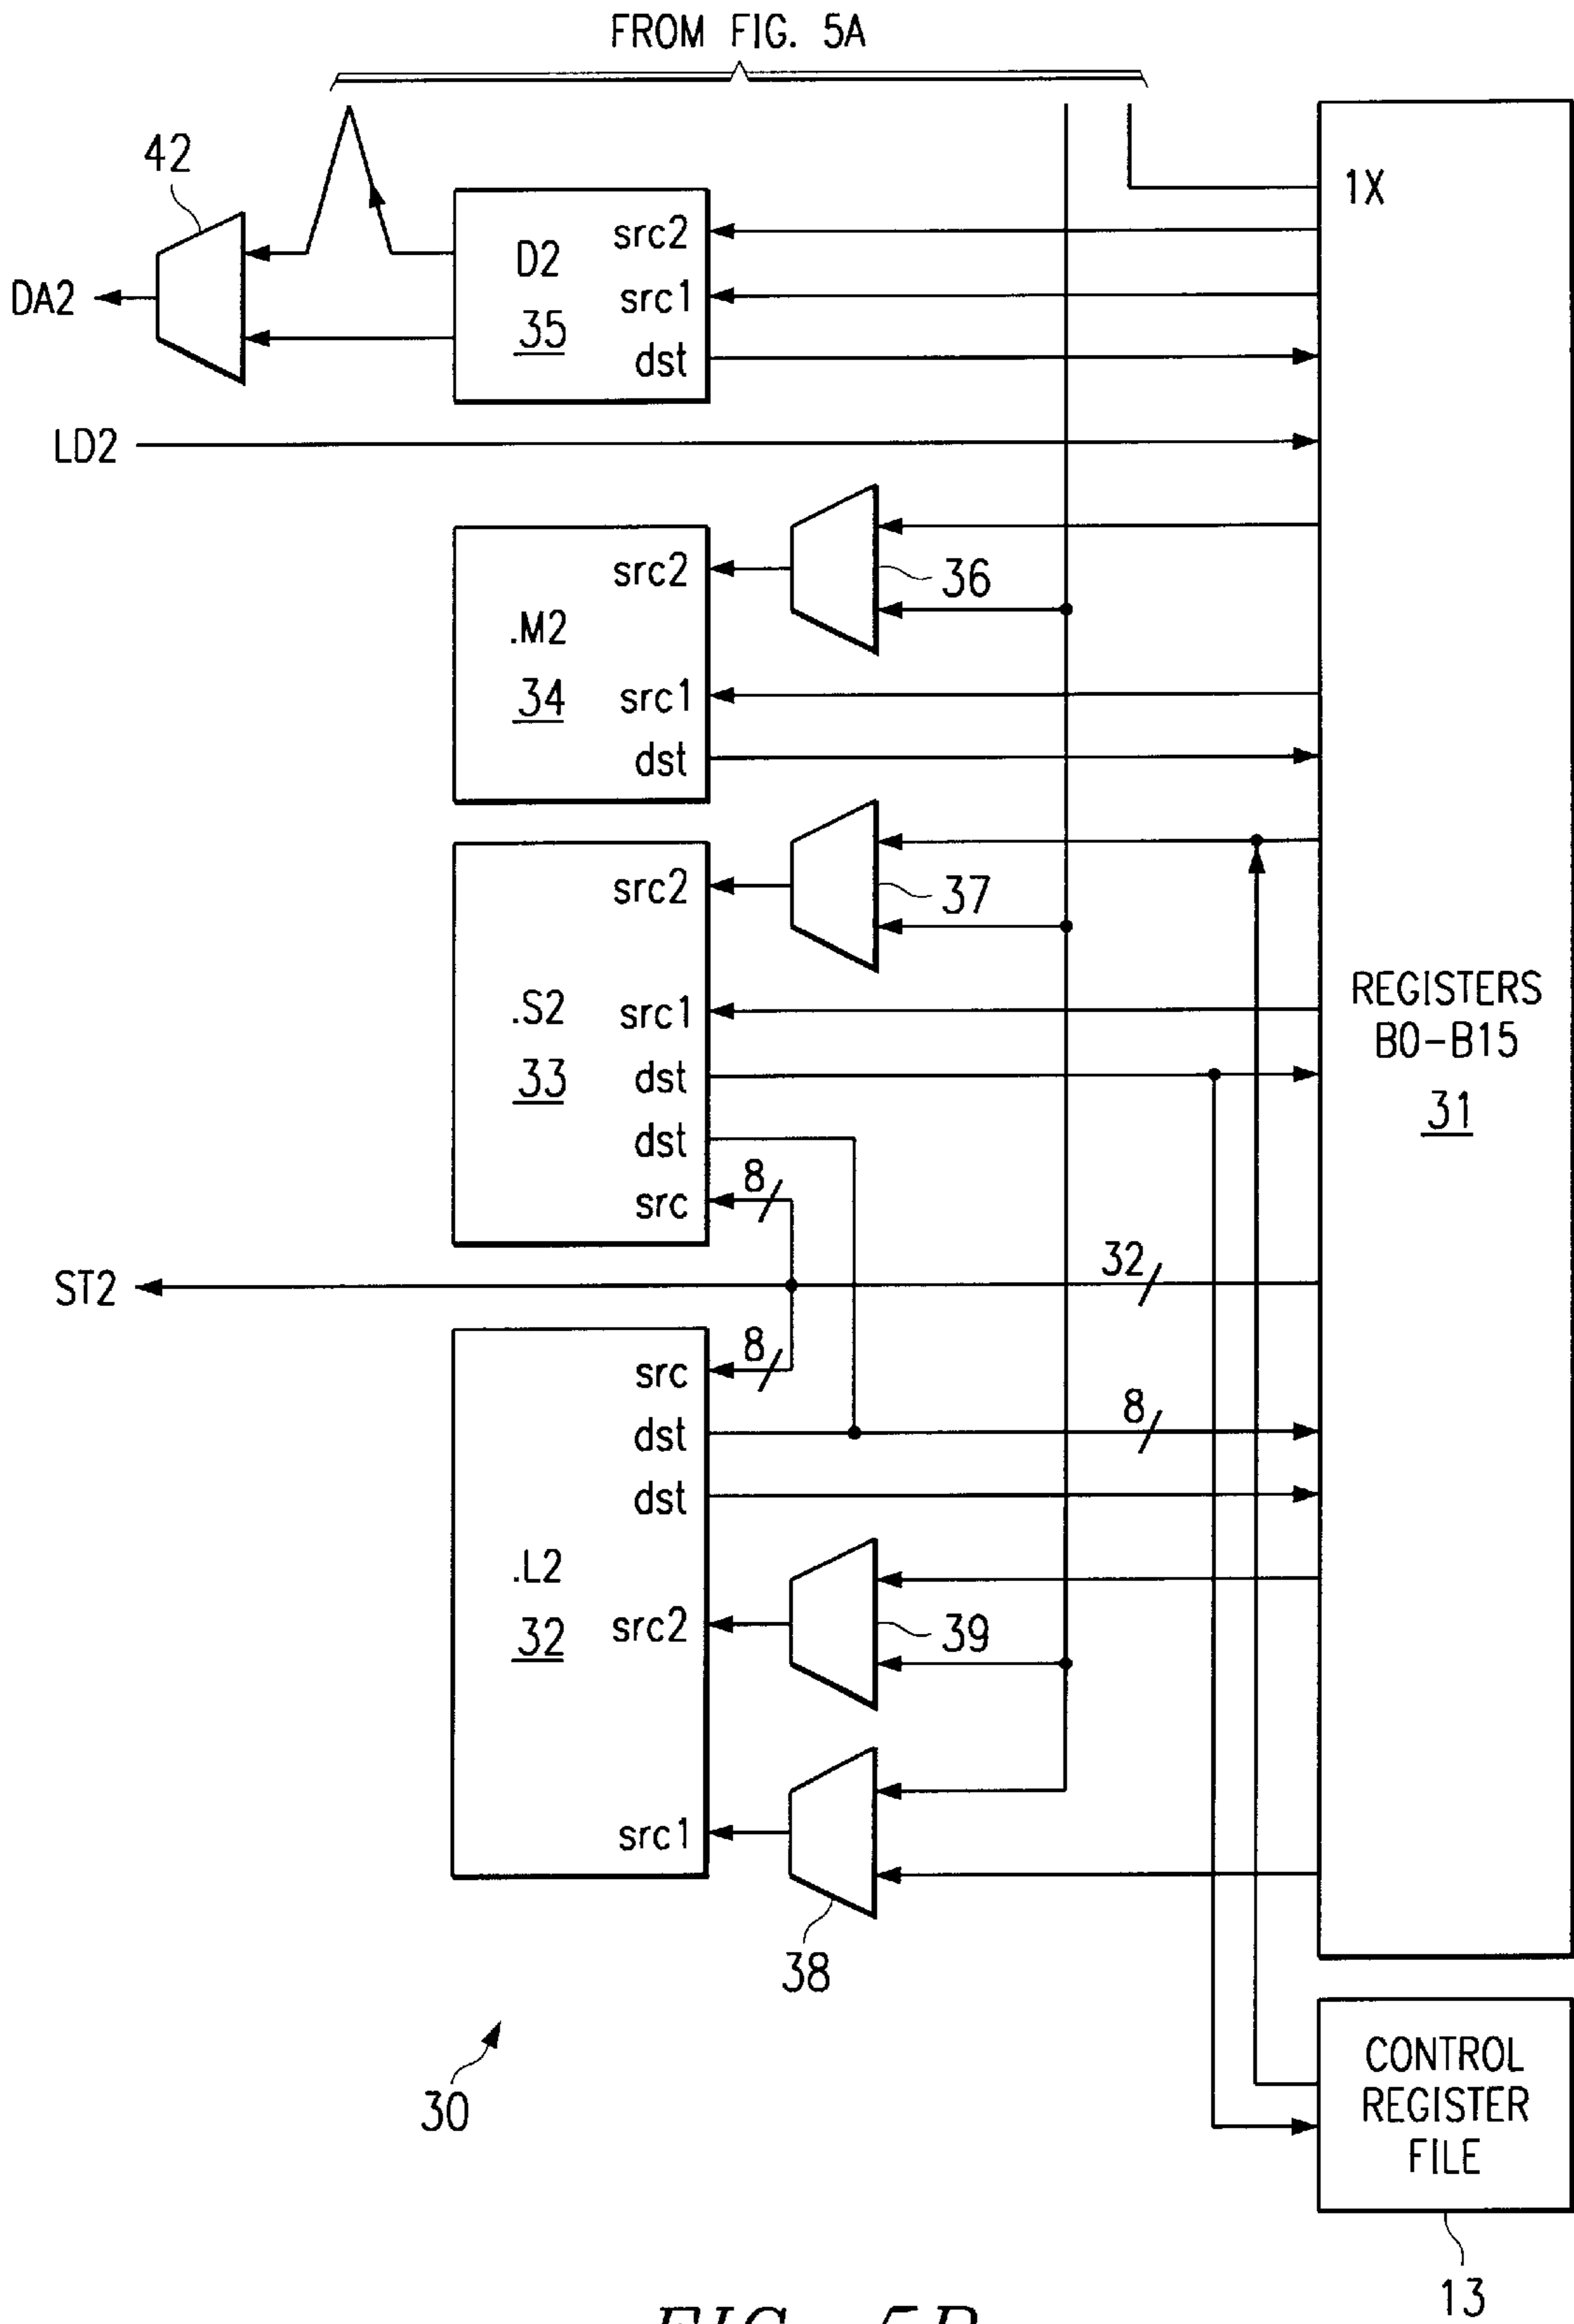 FROM FIG. 5A
42
1X
src2
D2
src1
DA2
35
dst
LD2
src2
36
.M2
34
src1
dst
src2
37
REGISTERS
.S2
src1
B0-B15
33
dst
31
dst
8
src
32
ST2
8
src
8
dst
dst
.L2
32
src2
39
src1
38
CONTROL
30
REGISTER
FILE
13